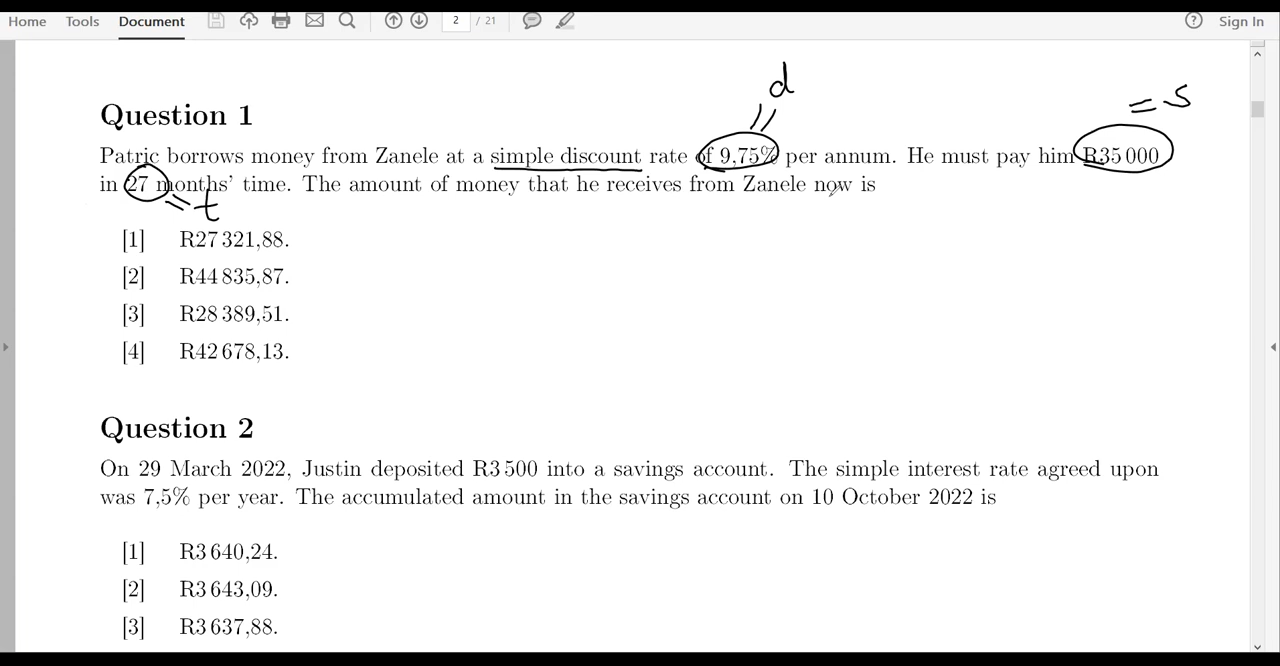 Home Tools Document 2 / 21 Sign In
d
= s
Question 1
Patric borrows money from Zanele at a simple discount rate of 9,75% per annum. He must pay him R35 000
in 27 months' time. The amount of money that he receives from Zanele now is
= t
[1] R27 321,88.
[2] R44 835,87.
[3] R28 389,51.
[4] R42 678,13.
Question 2
On 29 March 2022, Justin deposited R3 500 into a savings account. The simple interest rate agreed upon
was 7,5% per year. The accumulated amount in the savings account on 10 October 2022 is
[1] R3 640,24.
[2] R3 643,09.
[3] R3 637,88.